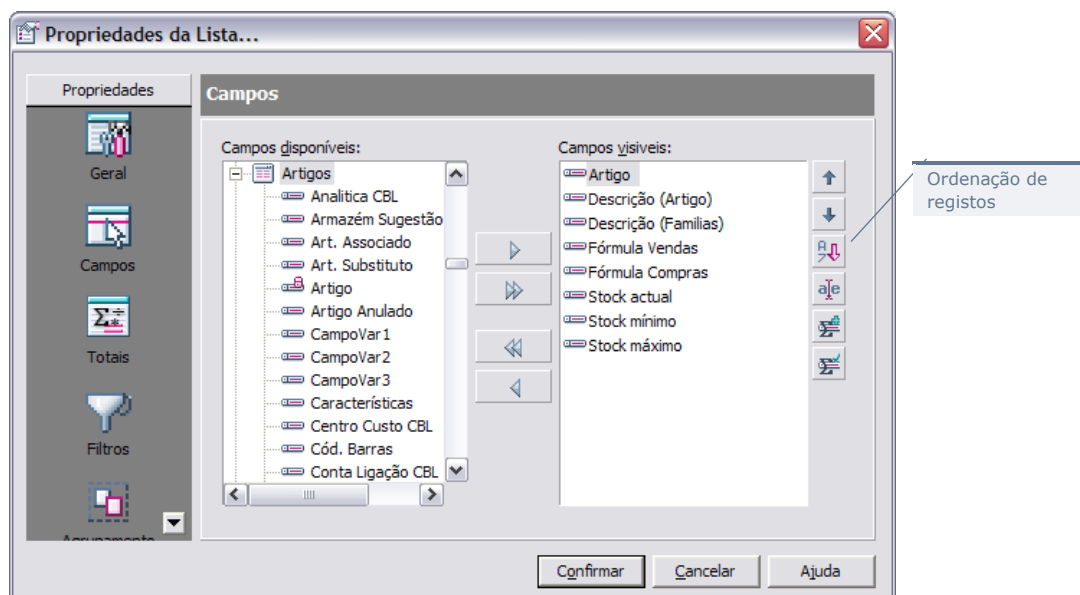 Propriedades da Lista...
Propriedades
Campos
Geral
Campos
Totais
Filtros
Agrupamento
Campos disponíveis:
Artigos
Analitica CBL
Armazém Sugestão
Art. Associado
Art. Substituto
Artigo
Artigo Anulado
CampoVar1
CampoVar2
CampoVar3
Características
Centro Custo CBL
Cód. Barras
Conta Ligação CBL
Campos visiveis:
Artigo
Descrição (Artigo)
Descrição (Familias)
Fórmula Vendas
Fórmula Compras
Stock actual
Stock mínimo
Stock máximo
a|e
Ordenação de
registos
Confirmar
Cancelar
Ajuda